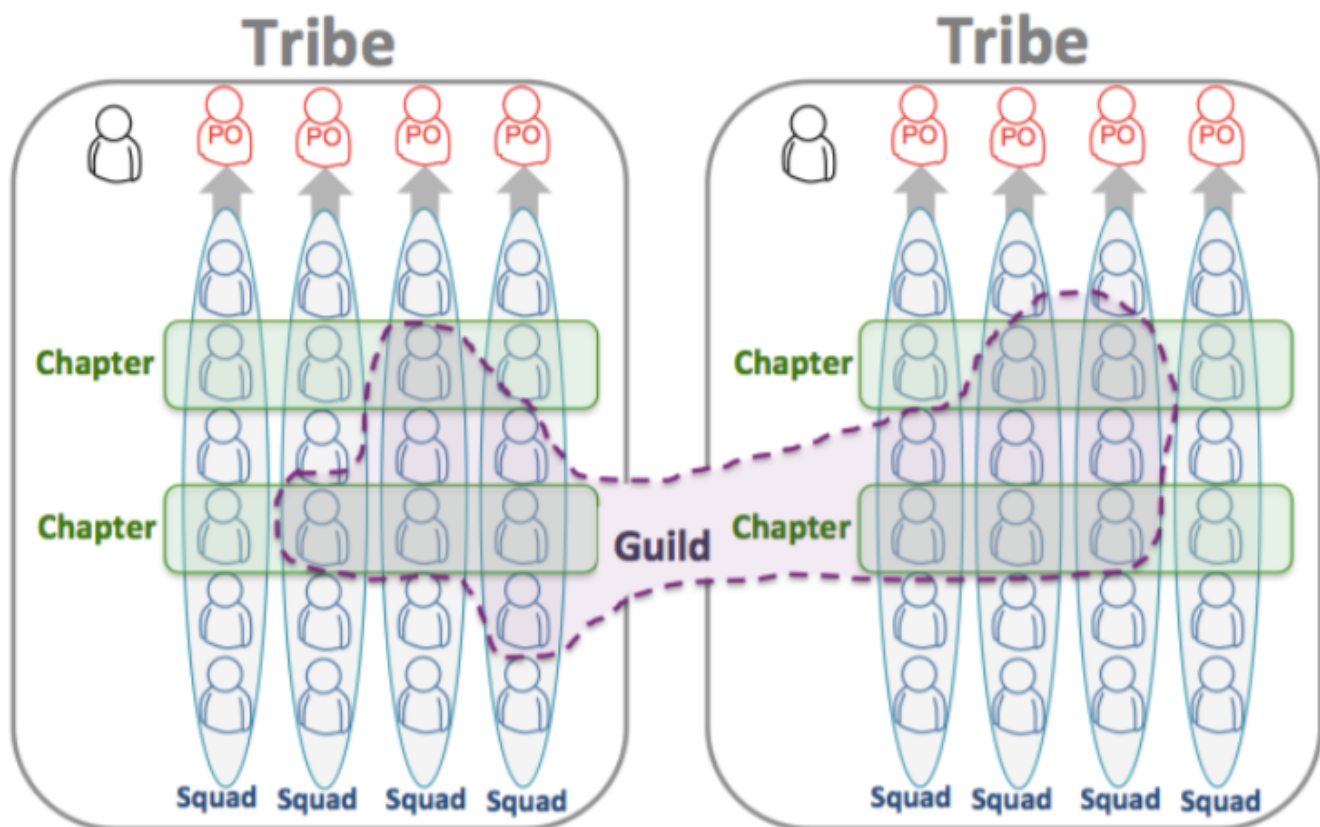 Tribe Tribe
PO PO PO PO PO PO PO PO
Chapter Chapter
Chapter Guild Chapter
Squad Squad Squad Squad Squad Squad Squad Squad